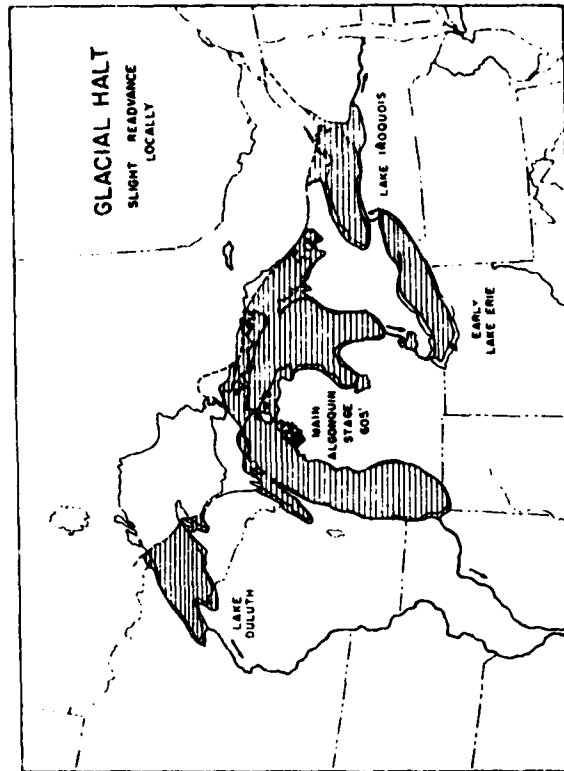 GLACIAL HALT
SLIGHT READVANCE
LOCALLY
LAKE
DULUTH
MAIN
ALGONQUIN
STAGE
605'
EARLY
LAKE ERIE
LAKE IROQUOIS